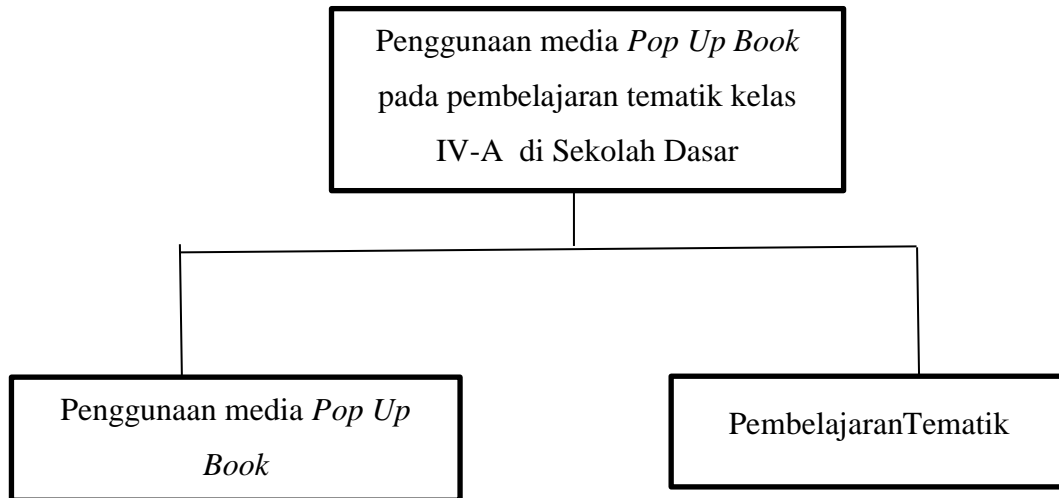 Penggunaan media Pop Up Book
pada pembelajaran tematik kelas
IV-A di Sekolah Dasar
Penggunaan media Pop Up
Book
PembelajaranTematik